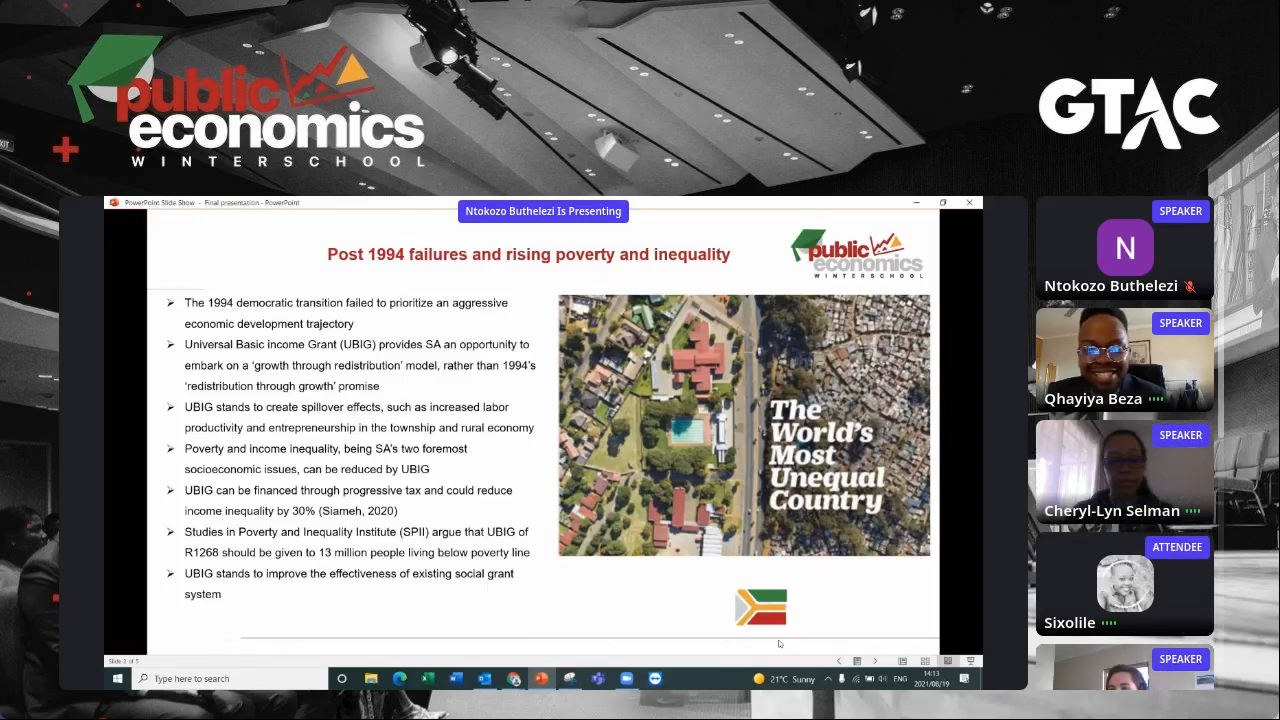 public
economics
WINTERSCHOOL
GTAC
PowerPoint Slide Show - Final presentation - PowerPoint
Ntokozo Buthelezi Is Presenting
Post 1994 failures and rising poverty and inequality
public
economics
WINTERSCHOOL
➢ The 1994 democratic transition failed to prioritize an aggressive
economic development trajectory
➢ Universal Basic income Grant (UBIG) provides SA an opportunity to
embark on a ‘growth through redistribution’ model, rather than 1994’s
‘redistribution through growth’ promise
➢ UBIG stands to create spillover effects, such as increased labor
productivity and entrepreneurship in the township and rural economy
➢ Poverty and income inequality, being SA’s two foremost
socioeconomic issues, can be reduced by UBIG
➢ UBIG can be financed through progressive tax and could reduce
income inequality by 30% (Siameh, 2020)
➢ Studies in Poverty and Inequality Institute (SPII) argue that UBIG of
R1268 should be given to 13 million people living below poverty line
➢ UBIG stands to improve the effectiveness of existing social grant
system
The
World’s
Most
Unequal
Country
Slide 2 of 5
Type here to search
21°C Sunny
ENG
14:13
2021/08/19
SPEAKER
N
Ntokozo Buthelezi
SPEAKER
Qhayiya Beza
SPEAKER
Cheryl-Lyn Selman
ATTENDEE
Sixolile
SPEAKER